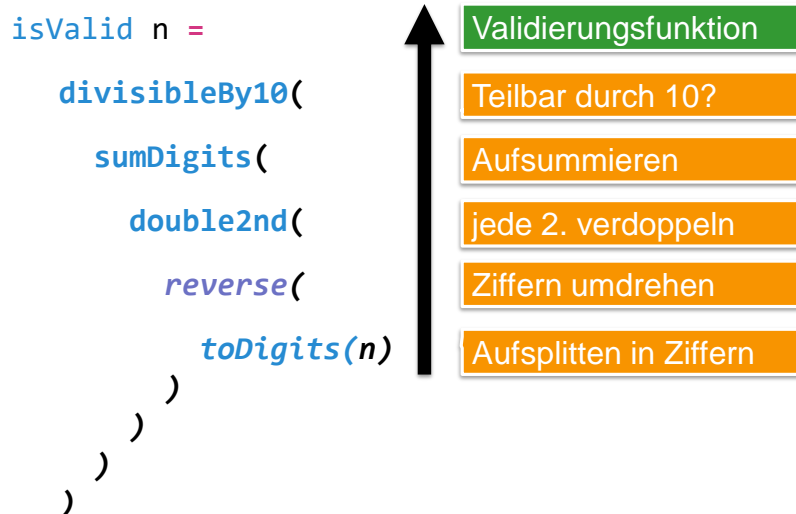 isValid n =
Validierungsfunktion
divisibleBy10(
Teilbar durch 10?
sumDigits(
Aufsummieren
double2nd(
jede 2. verdoppeln
reverse(
Ziffern umdrehen
toDigits(n)
Aufsplitten in Ziffern
)
)
)
)